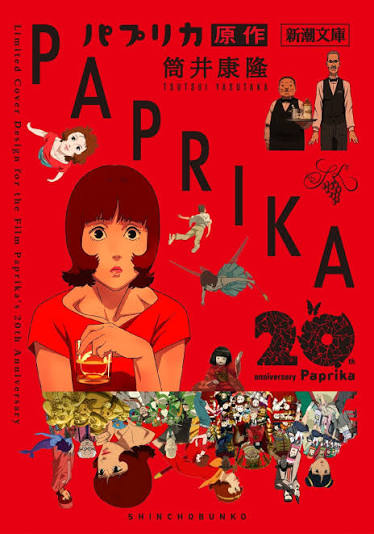 パプリカ 原作 新潮文庫
筒井康隆
TSUTSUI YASUTAKA
PAPRIKA
Limited Cover Design for the Film Paprika's 20th Anniversary
20th
anniversary Paprika
SHINCHOBUNKO